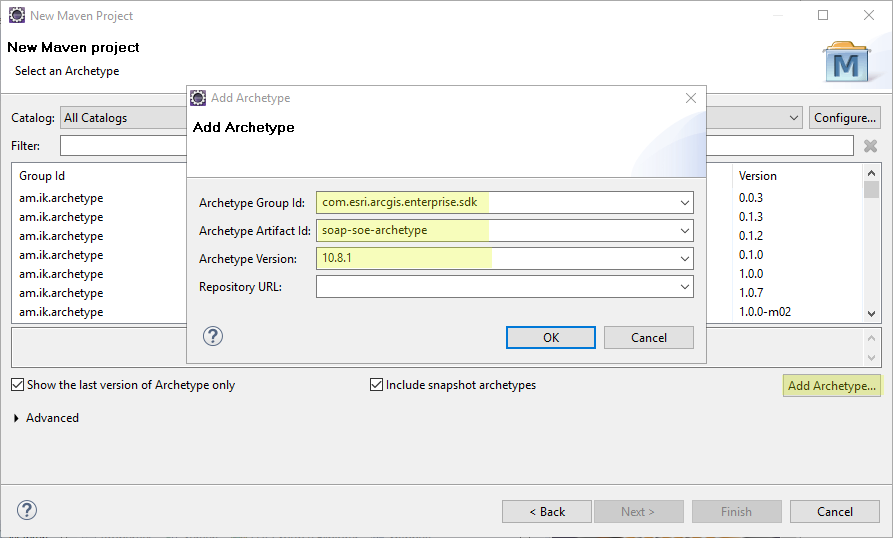 New Maven Project
New Maven project
Select an Archetype
M
Catalog: All Catalogs Configure...
Filter:
Add Archetype
Add Archetype
Archetype Group Id: com.esri.arcgis.enterprise.sdk
Archetype Artifact Id: soap-soe-archetype
Archetype Version: 10.8.1
Repository URL:
? OK Cancel
Group Id Version
am.ik.archetype 0.0.3
am.ik.archetype 0.1.3
am.ik.archetype 0.1.2
am.ik.archetype 0.1.0
am.ik.archetype 1.0.0
am.ik.archetype 1.0.7
am.ik.archetype 1.0.0-m02
Show the last version of Archetype only Include snapshot archetypes Add Archetype...
Advanced
? < Back Next > Finish Cancel